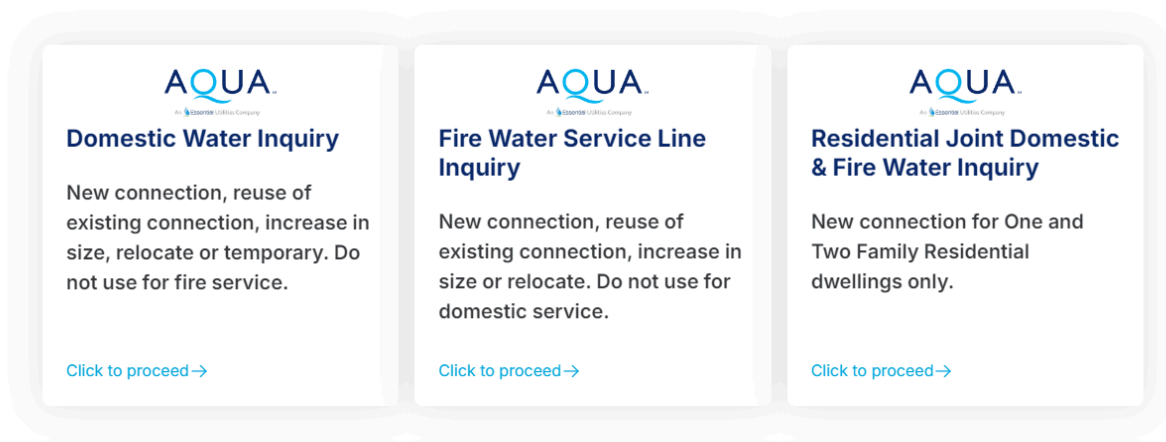 AQUA
An Essential Utilities Company
Domestic Water Inquiry
New connection, reuse of
existing connection, increase in
size, relocate or temporary. Do
not use for fire service.
Click to proceed→
AQUA
An Essential Utilities Company
Fire Water Service Line
Inquiry
New connection, reuse of
existing connection, increase in
size or relocate. Do not use for
domestic service.
Click to proceed→
AQUA
An Essential Utilities Company
Residential Joint Domestic
& Fire Water Inquiry
New connection for One and
Two Family Residential
dwellings only.
Click to proceed→